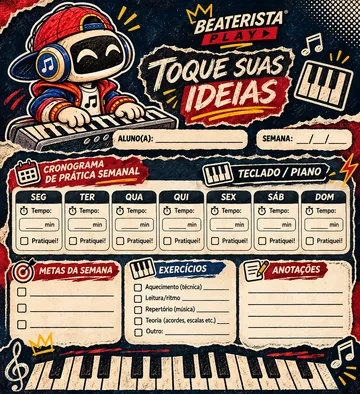 BEATERISTA®
PLAY
TOQUE SUAS
IDEIAS
ALUNO(A): SEMANA: __/__/__
CRONOGRAMA
DE PRÁTICA SEMANAL
TECLADO / PIANO
SEG TER QUA QUI SEX SÁB DOM
Tempo: Tempo: Tempo: Tempo: Tempo: Tempo: Tempo:
min min min min min min min
Pratiquei! Pratiquei! Pratiquei! Pratiquei! Pratiquei! Pratiquei! Pratiquei!
METAS DA SEMANA
EXERCÍCIOS
Aquecimento (técnica)
Leitura/ritmo
Repertório (música)
Teoria (acordes, escalas etc.)
Outro:
ANOTAÇÕES